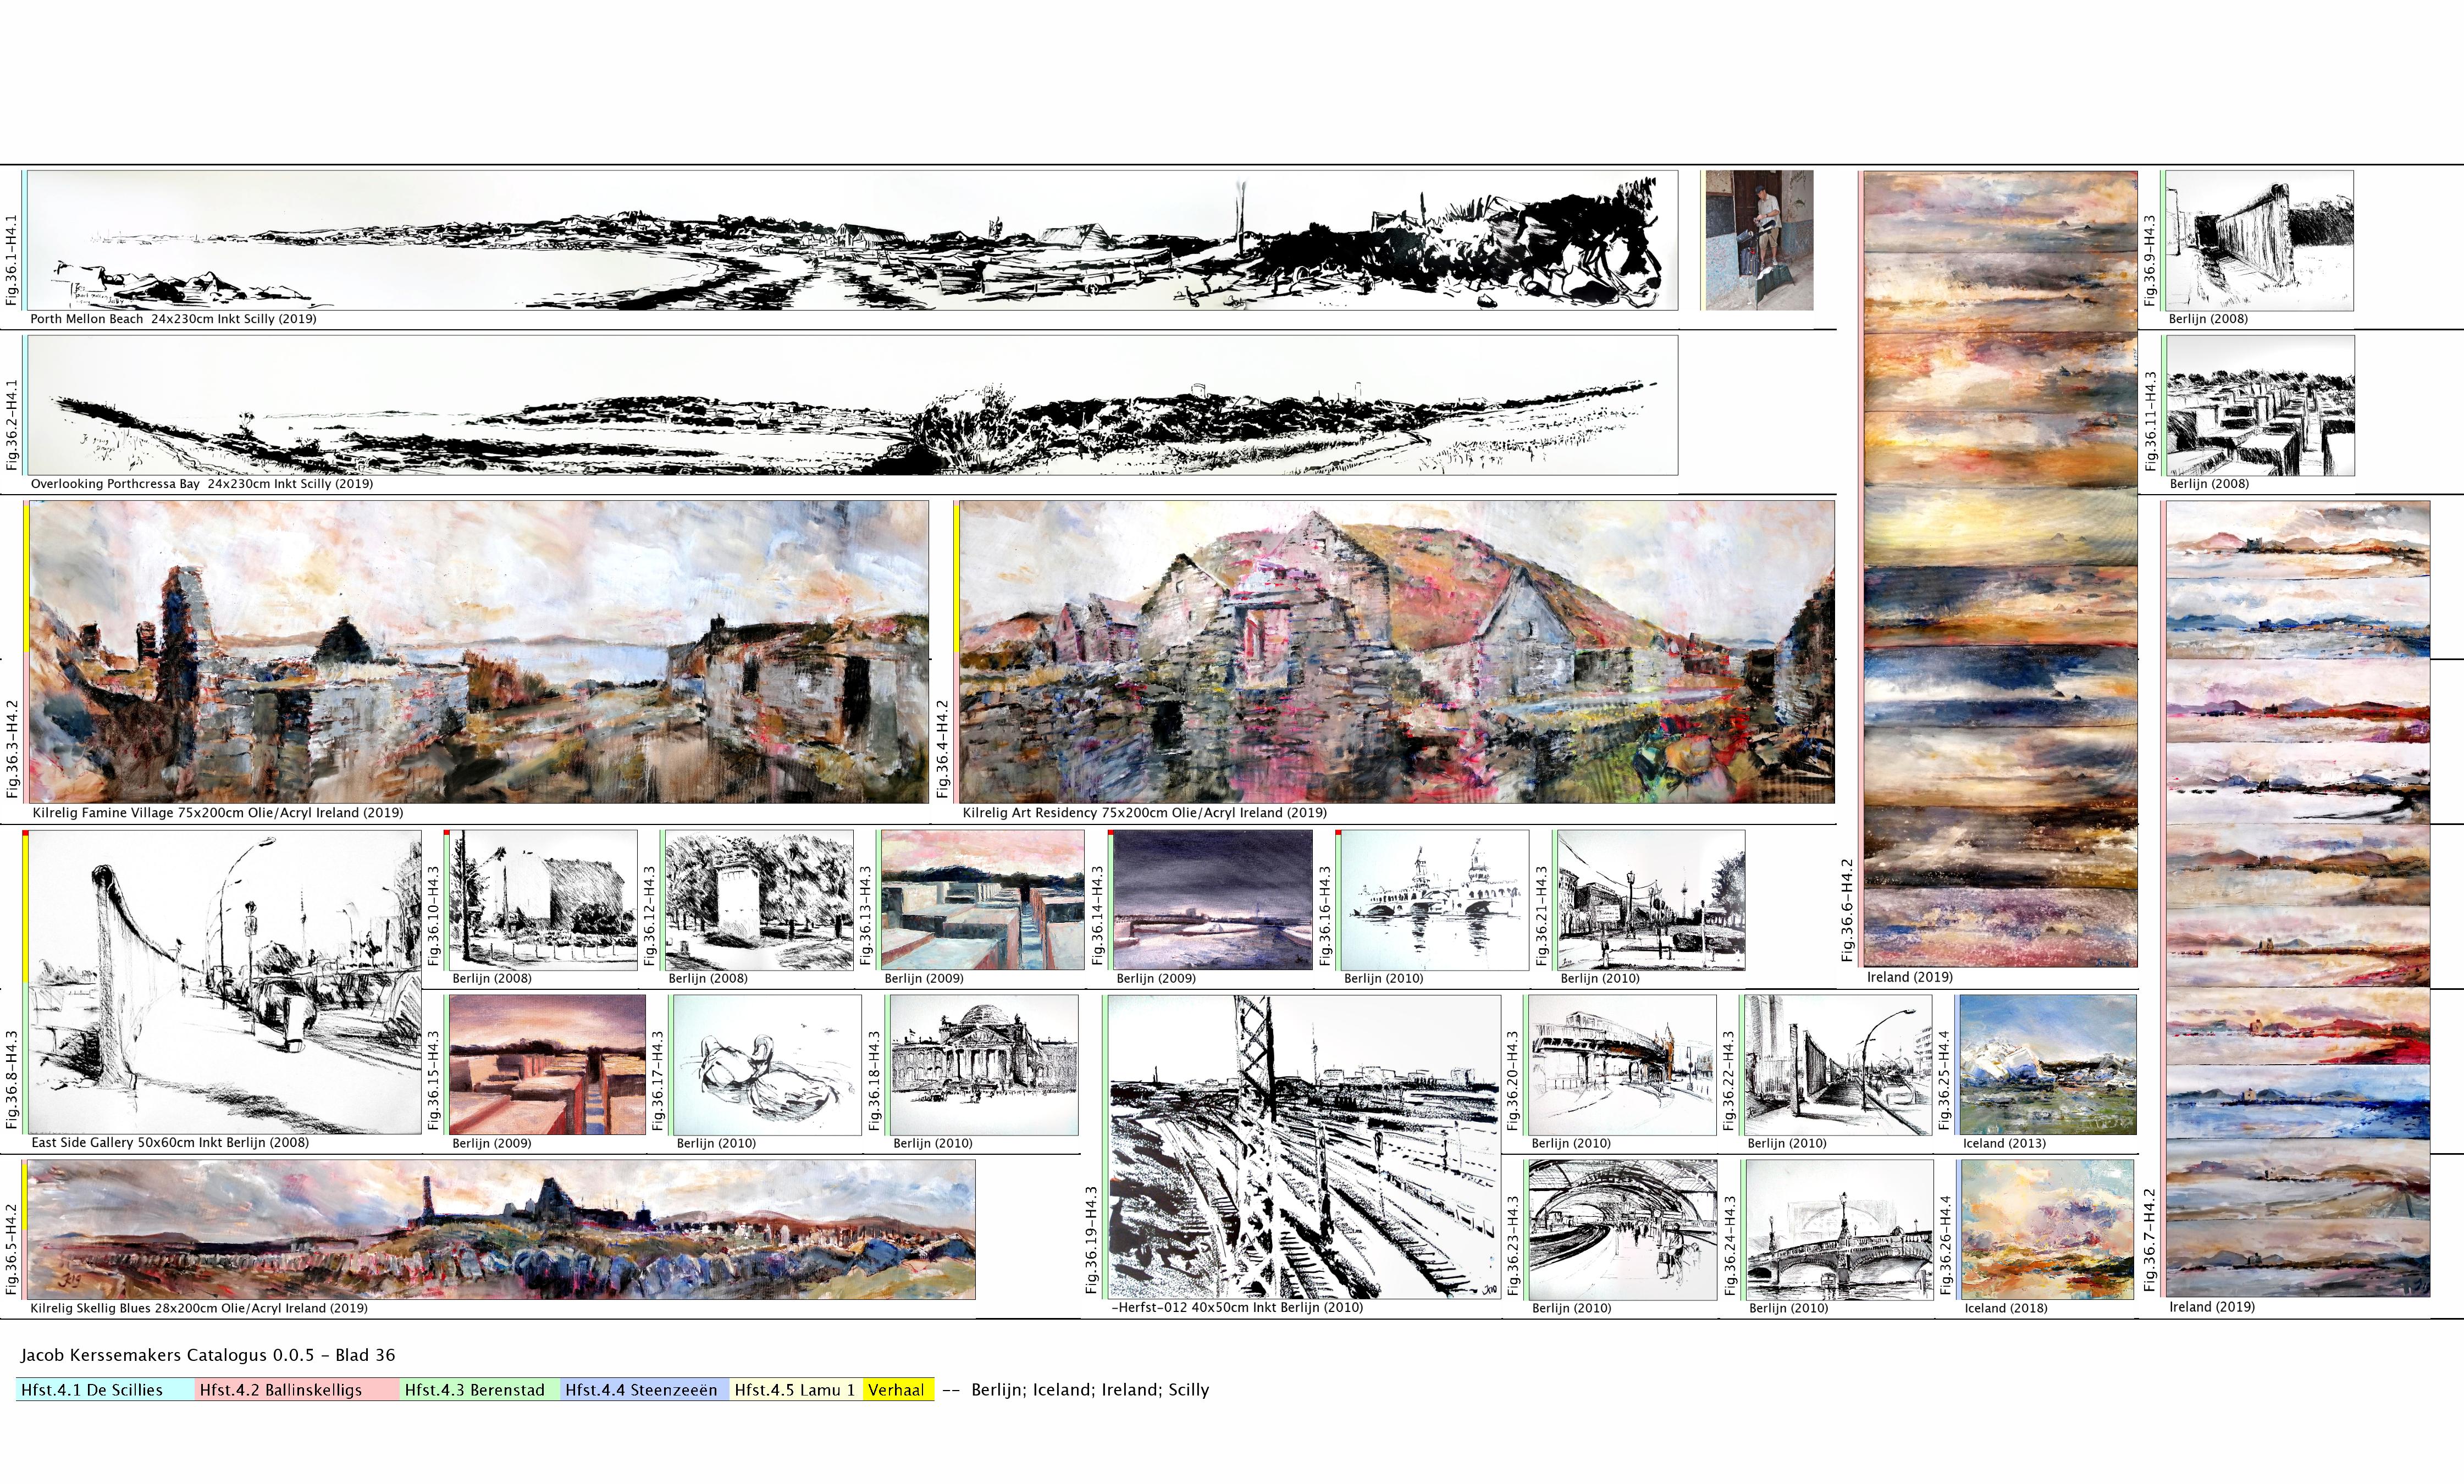 Fig.36.1-H4.1
Porth Mellon Beach  24x230cm Inkt Scilly (2019)
Fig.36.9-H4.3
Berlijn (2008)
Fig.36.2-H4.1
Overlooking Porthcressa Bay  24x230cm Inkt Scilly (2019)
Fig.36.11-H4.3
Berlijn (2008)
Fig.36.3-H4.2
Kilrelig Famine Village 75x200cm Olie/Acryl Ireland (2019)
Fig.36.4-H4.2
Kilrelig Art Residency 75x200cm Olie/Acryl Ireland (2019)
Fig.36.6-H4.2
Ireland (2019)
Fig.36.8-H4.3
East Side Gallery 50x60cm Inkt Berlijn (2008)
Fig.36.10-H4.3
Berlijn (2008)
Fig.36.12-H4.3
Berlijn (2008)
Fig.36.13-H4.3
Berlijn (2009)
Fig.36.14-H4.3
Berlijn (2009)
Fig.36.16-H4.3
Berlijn (2010)
Fig.36.21-H4.3
Berlijn (2010)
Fig.36.15-H4.3
Berlijn (2009)
Fig.36.17-H4.3
Berlijn (2010)
Fig.36.18-H4.3
Berlijn (2010)
Fig.36.19-H4.3
-Herfst-012 40x50cm Inkt Berlijn (2010)
Fig.36.20-H4.3
Berlijn (2010)
Fig.36.22-H4.3
Berlijn (2010)
Fig.36.25-H4.4
Iceland (2013)
Fig.36.5-H4.2
Kilrelig Skellig Blues 28x200cm Olie/Acryl Ireland (2019)
Fig.36.23-H4.3
Berlijn (2010)
Fig.36.24-H4.3
Berlijn (2010)
Fig.36.26-H4.4
Iceland (2018)
Fig.36.7-H4.2
Ireland (2019)
Jacob Kerssemakers Catalogus 0.0.5 - Blad 36
Hfst.4.1 De Scillies Hfst.4.2 Ballinskelligs Hfst.4.3 Berenstad Hfst.4.4 Steenzeeën Hfst.4.5 Lamu 1 Verhaal -- Berlijn; Iceland; Ireland; Scilly